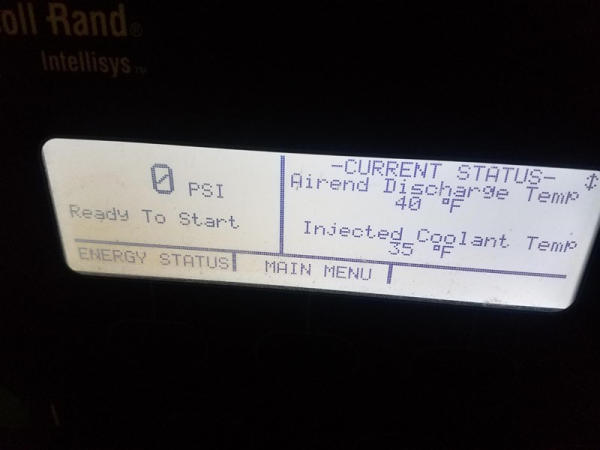 oll Rand®
Intellisys™
0 PSI
Ready To Start
ENERGY STATUS
MAIN MENU
-CURRENT STATUS-
Airend Discharge Temp
40 °F
Injected Coolant Temp
35 °F